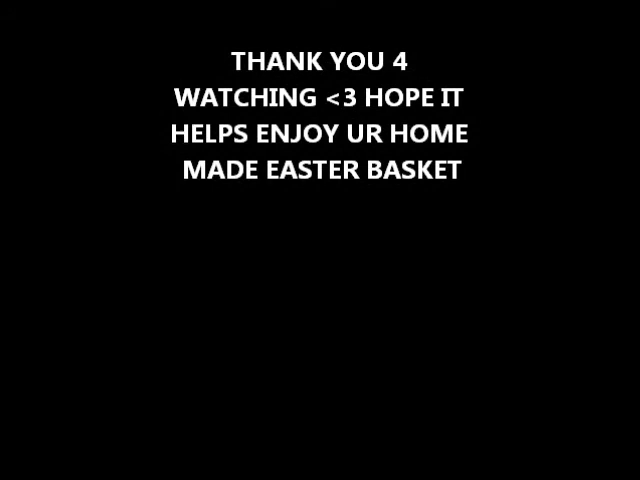 THANK YOU 4
WATCHING <3 HOPE IT
HELPS ENJOY UR HOME
MADE EASTER BASKET